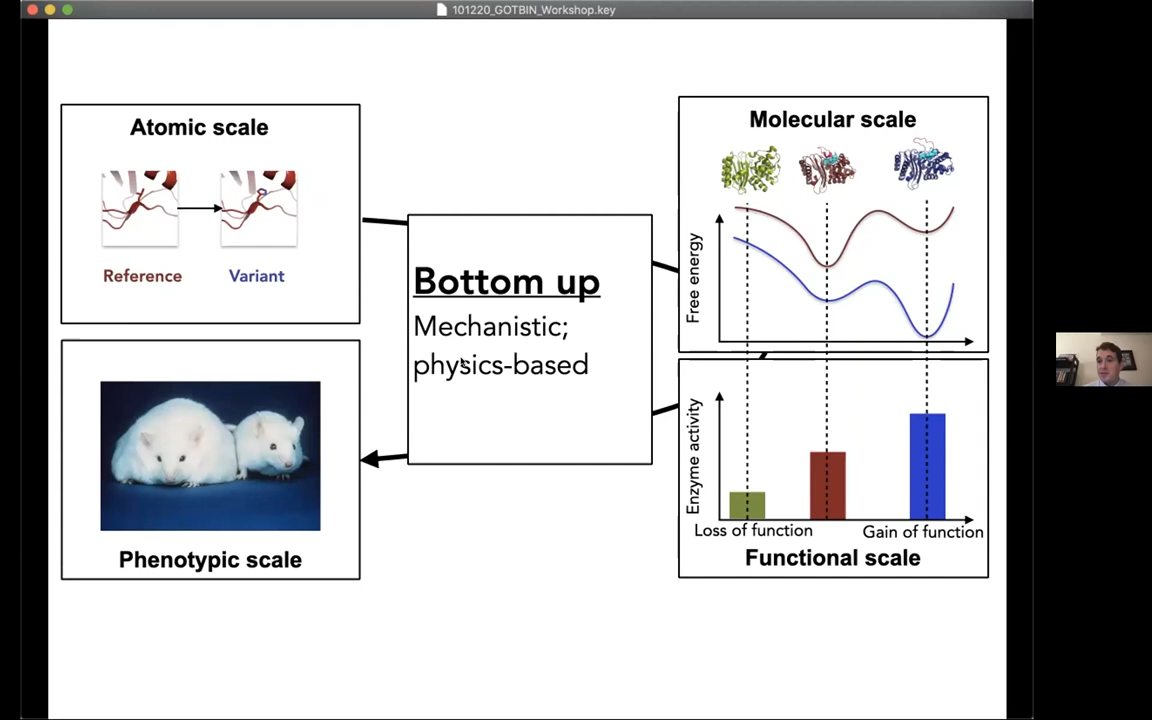 101220_GOTBIN_Workshop.key
Atomic scale
Reference
Variant
Bottom up
Mechanistic;
physics-based
Phenotypic scale
Molecular scale
Free energy
Enzyme activity
Loss of function
Gain of function
Functional scale